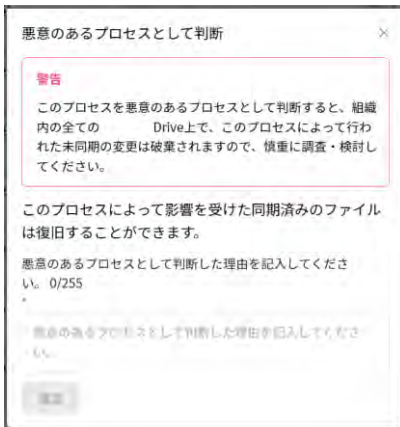 悪意のあるプロセスとして判断
警告
このプロセスを悪意のあるプロセスとして判断すると、組織
内の全ての Drive上で、このプロセスによって行わ
れた未同期の変更は破棄されますので、慎重に調査・検討し
てください。
このプロセスによって影響を受けた同期済みのファイル
は復旧することができます。
悪意のあるプロセスとして判断した理由を記入してくださ
い。 0/255
悪意のあるプロセスとして判断した理由を記入してくださ
い。